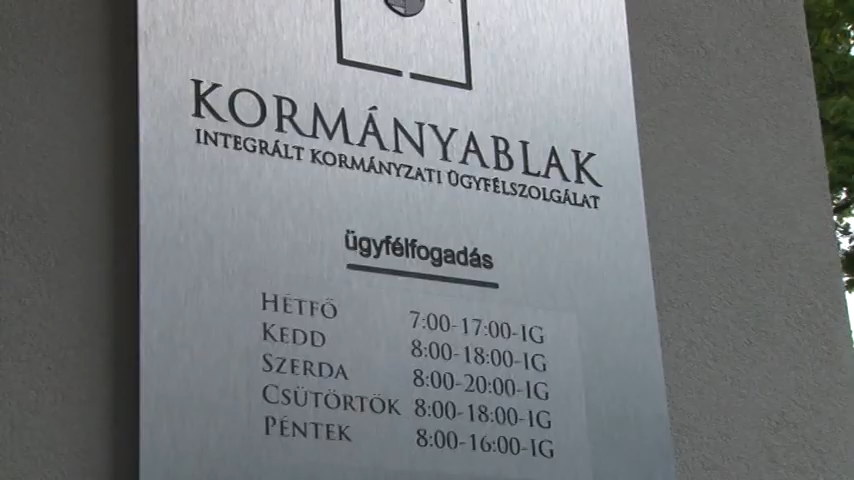 KORMÁNYABLAK
INTEGRÁLT KORMÁNYZATI ÜGYFÉLSZOLGÁLAT
ügyfélfogadás
HÉTFŐ 7:00-17:00-IG
KEDD 8:00-18:00-IG
SZERDA 8:00-20:00-IG
CSÜTÖRTÖK 8:00-18:00-IG
PÉNTEK 8:00-16:00-IG